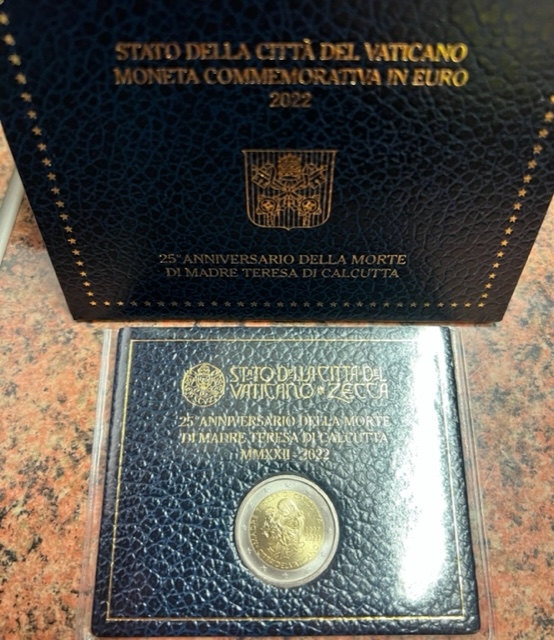 STATO DELLA CITTÀ DEL VATICANO
MONETA COMMEMORATIVA IN EURO
2022
25° ANNIVERSARIO DELLA MORTE
DI MADRE TERESA DI CALCUTTA
STATO DELLA CITTA DEL
VATICANO ZECCA
25° ANNIVERSARIO DELLA MORTE
DI MADRE TERESA DI CALCUTTA
MMXXII - 2022